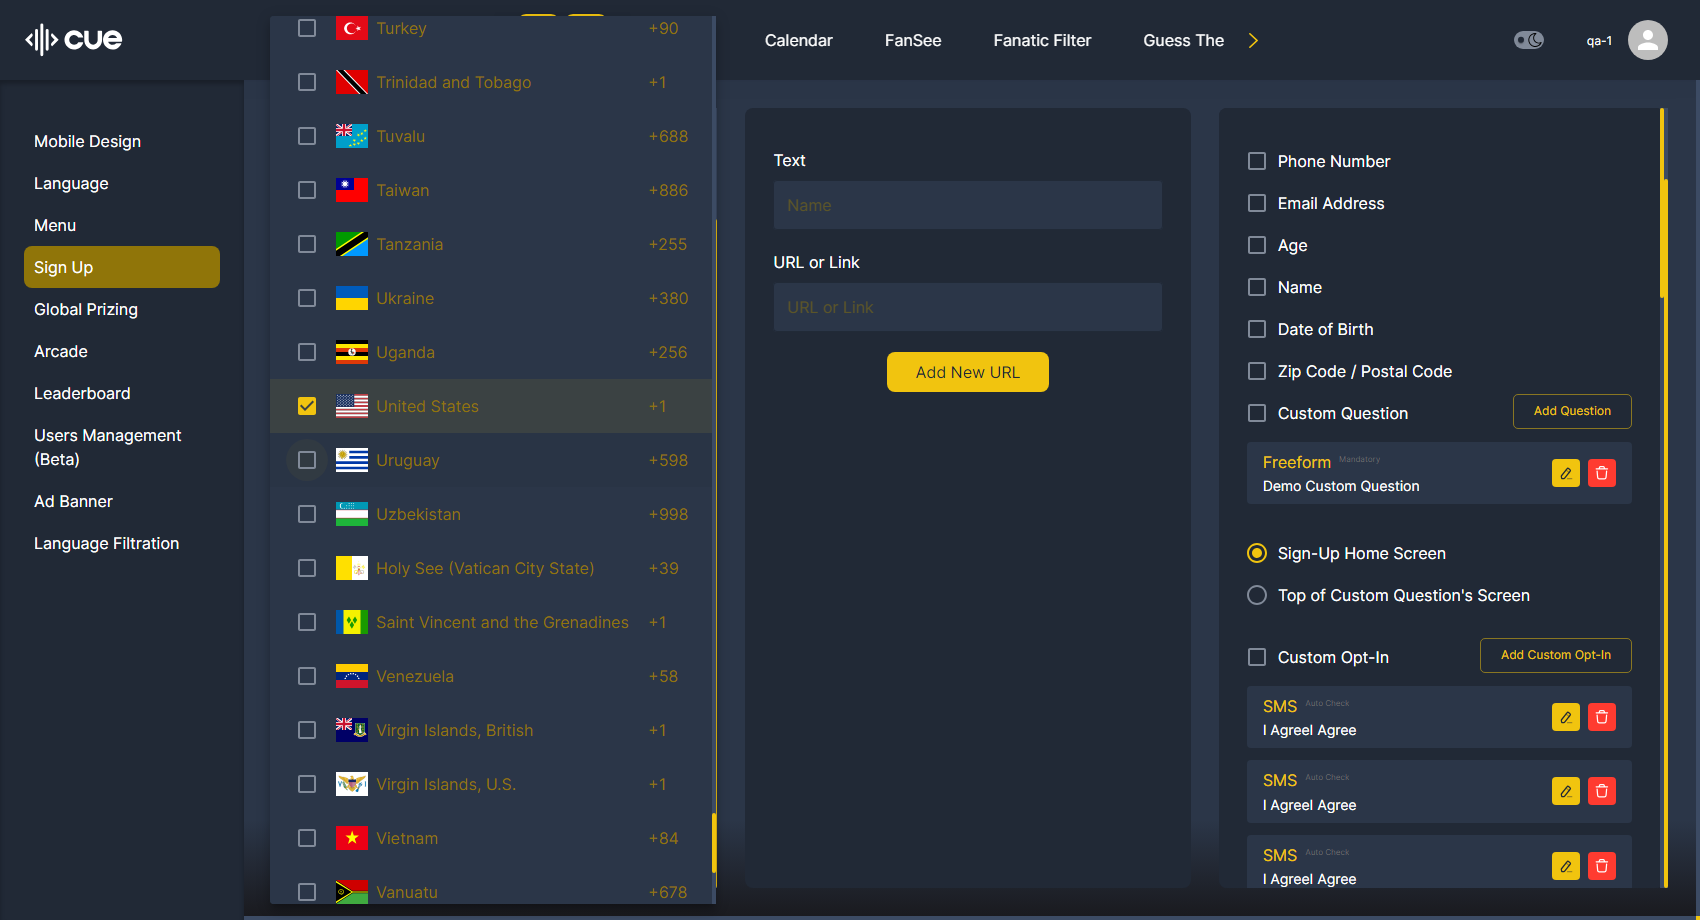 cue
Calendar
FanSee
Fanatic Filter
Guess The
qa-1
Mobile Design
Language
Menu
Sign Up
Global Prizing
Arcade
Leaderboard
Users Management
(Beta)
Ad Banner
Language Filtration
Turkey +90
Trinidad and Tobago +1
Tuvalu +688
Taiwan +886
Tanzania +255
Ukraine +380
Uganda +256
United States +1
Uruguay +598
Uzbekistan +998
Holy See (Vatican City State) +39
Saint Vincent and the Grenadines +1
Venezuela +58
Virgin Islands, British +1
Virgin Islands, U.S. +1
Vietnam +84
Vanuatu +678
Text
Name
URL or Link
URL or Link
Add New URL
Phone Number
Email Address
Age
Name
Date of Birth
Zip Code / Postal Code
Custom Question
Add Question
Freeform Mandatory
Demo Custom Question
Sign-Up Home Screen
Top of Custom Question's Screen
Custom Opt-In
Add Custom Opt-In
SMS Auto Check
I AgreeI Agree
SMS Auto Check
I AgreeI Agree
SMS Auto Check
I AgreeI Agree